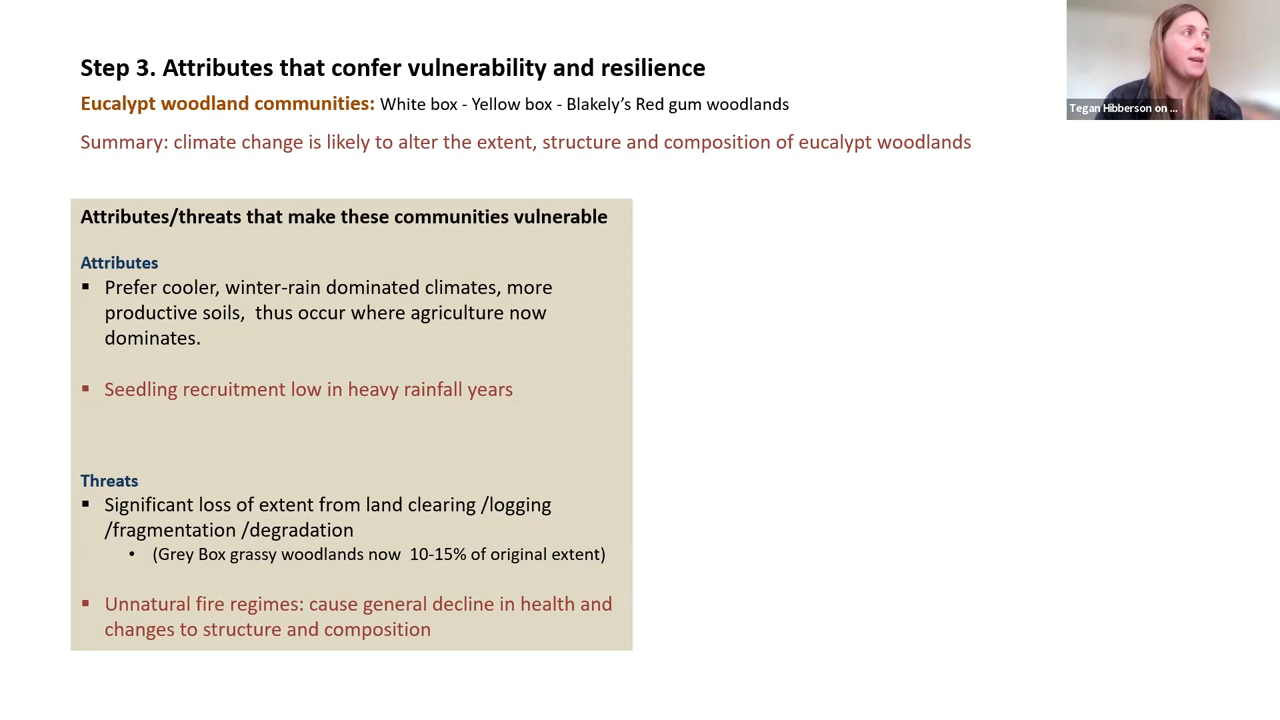 Step 3. Attributes that confer vulnerability and resilience
Eucalypt woodland communities: White box - Yellow box - Blakely's Red gum woodlands
Summary: climate change is likely to alter the extent, structure and composition of eucalypt woodlands
Tegan Hibberson on ...
Attributes/threats that make these communities vulnerable
Attributes
▪ Prefer cooler, winter-rain dominated climates, more
productive soils, thus occur where agriculture now
dominates.
▪ Seedling recruitment low in heavy rainfall years
Threats
▪ Significant loss of extent from land clearing /logging
/fragmentation /degradation
• (Grey Box grassy woodlands now 10-15% of original extent)
▪ Unnatural fire regimes: cause general decline in health and
changes to structure and composition